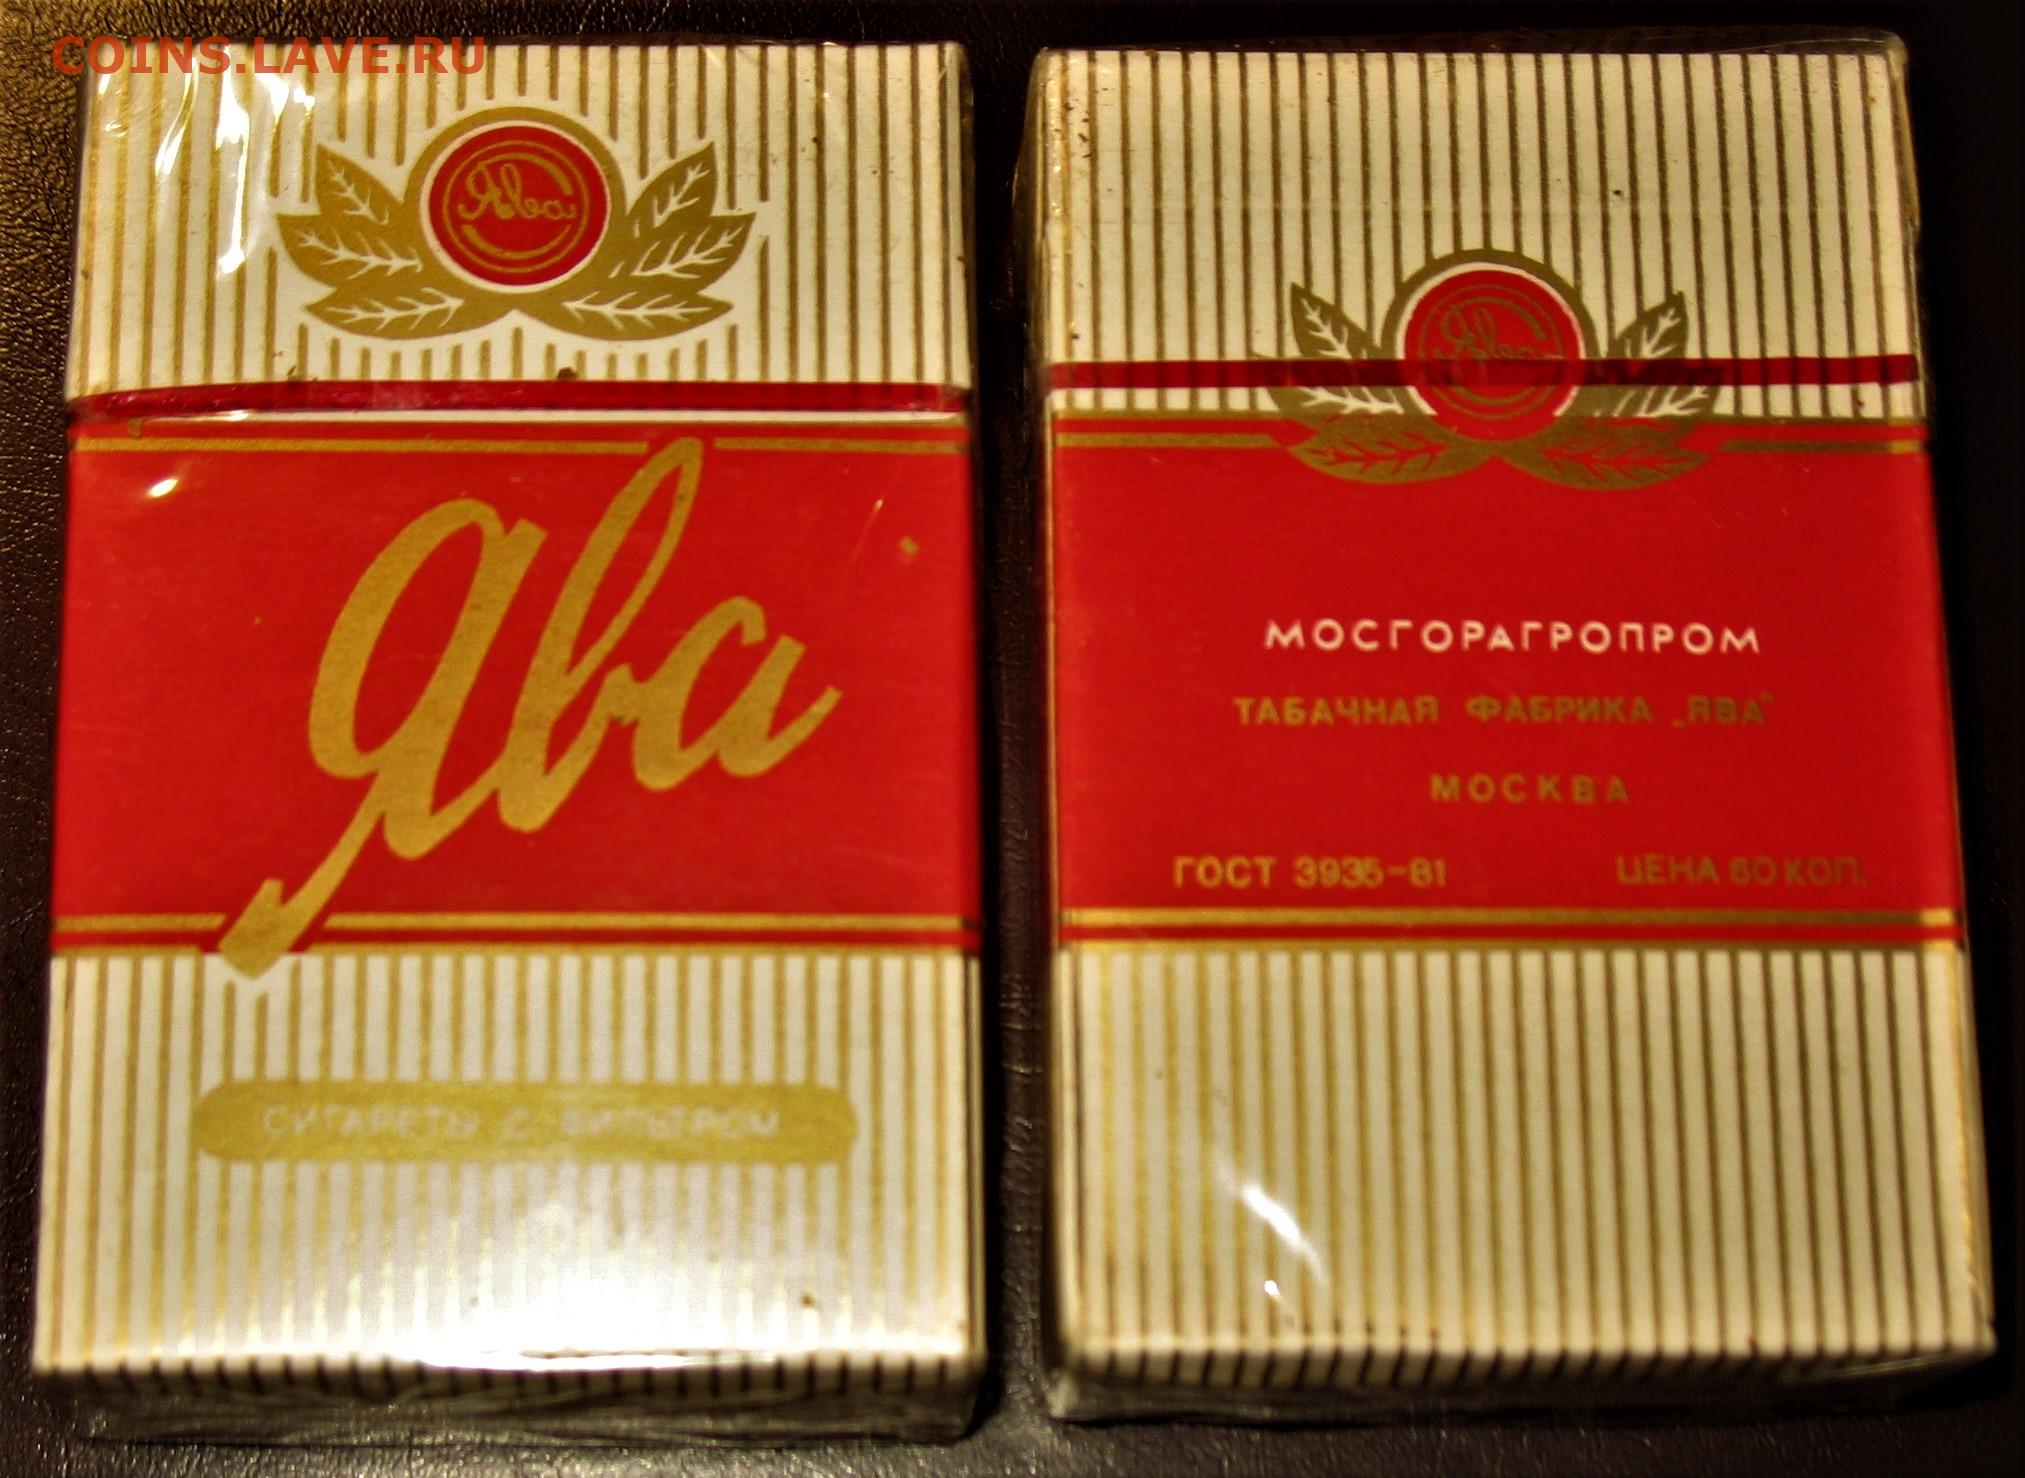 COINS.LAVE.RU
Ява
Ява
СИГАРЕТЫ С ФИЛЬТРОМ
Ява
МОСГОРАГРОПРОМ
ТАБАЧНАЯ ФАБРИКА „ЯВА"
МОСКВА
ГОСТ 3935-81 ЦЕНА 60 КОП.